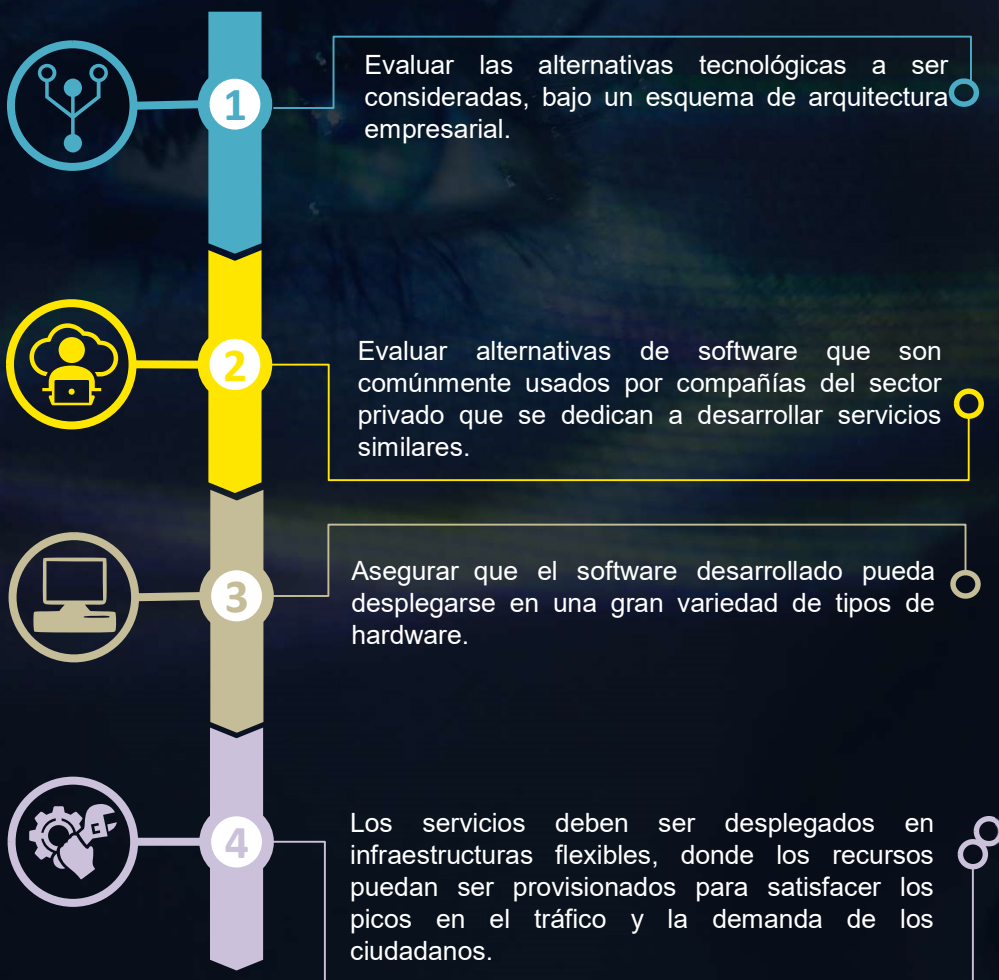 1
Evaluar las alternativas tecnológicas a ser
consideradas, bajo un esquema de arquitectura
empresarial.
2
Evaluar alternativas de software que son
comúnmente usados por compañías del sector
privado que se dedican a desarrollar servicios
similares.
3
Asegurar que el software desarrollado pueda
desplegarse en una gran variedad de tipos de
hardware.
4
Los servicios deben ser desplegados en
infraestructuras flexibles, donde los recursos
puedan ser provisionados para satisfacer los
picos en el tráfico y la demanda de los
ciudadanos.